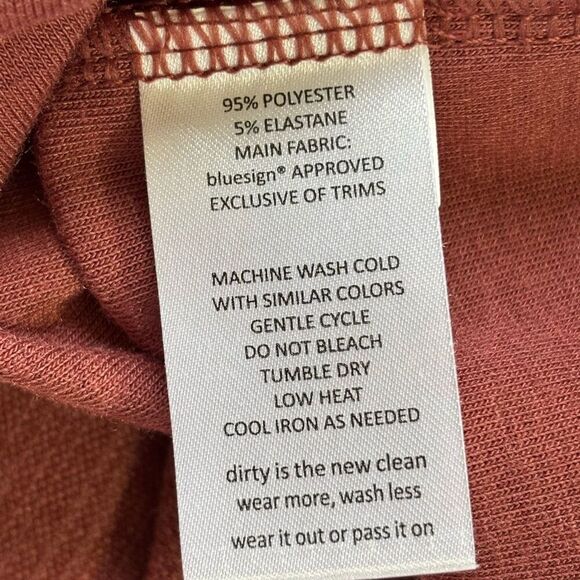 95% POLYESTER
5% ELASTANE
MAIN FABRIC:
bluesign® APPROVED
EXCLUSIVE OF TRIMS
MACHINE WASH COLD
WITH SIMILAR COLORS
GENTLE CYCLE
DO NOT BLEACH
TUMBLE DRY
LOW HEAT
COOL IRON AS NEEDED
dirty is the new clean
wear more, wash less
wear it out or pass it on